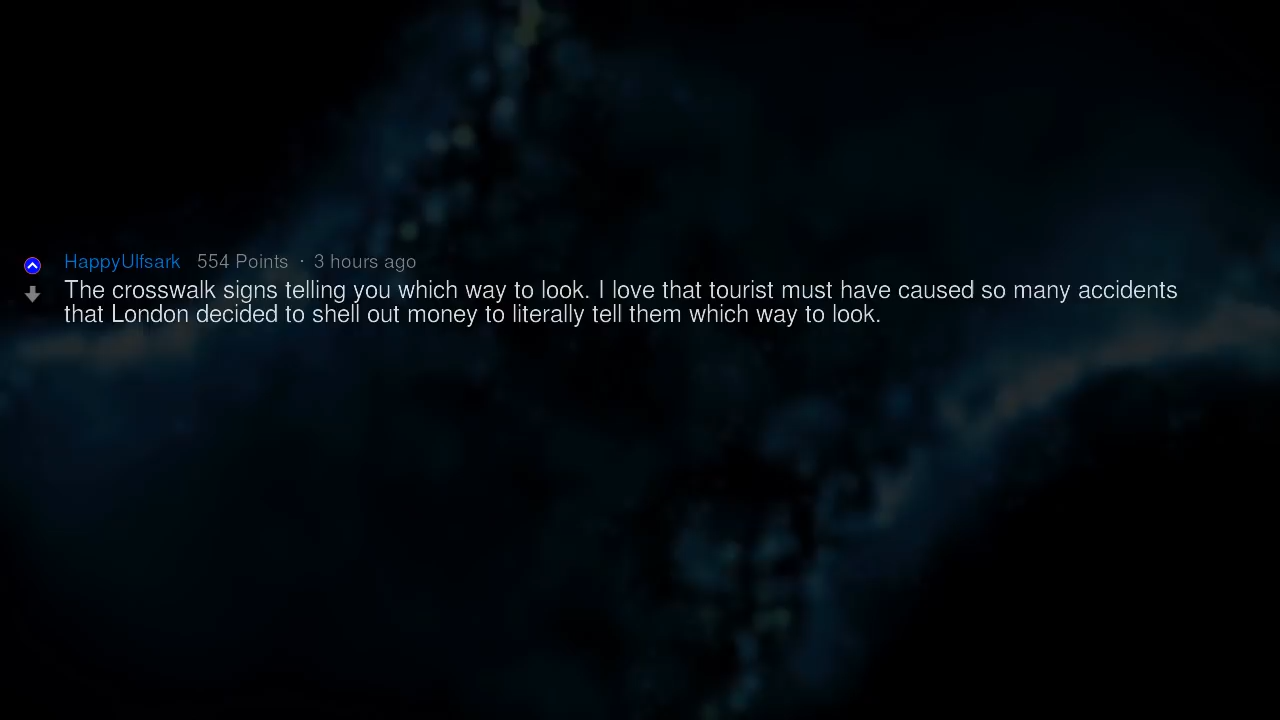 HappyUlfsark 554 Points · 3 hours ago
The crosswalk signs telling you which way to look. I love that tourist must have caused so many accidents
that London decided to shell out money to literally tell them which way to look.